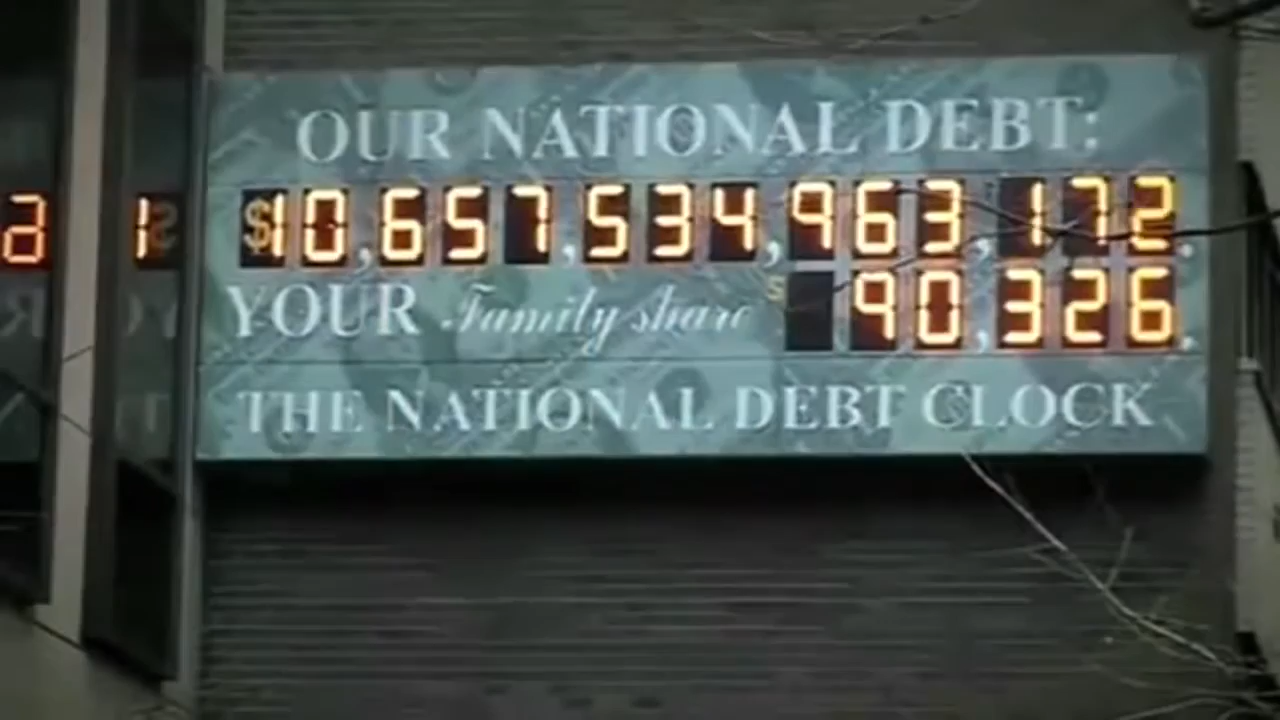 OUR NATIONAL DEBT:
$10,657,534,963,172.
YOUR Family share $90,326.
THE NATIONAL DEBT CLOCK